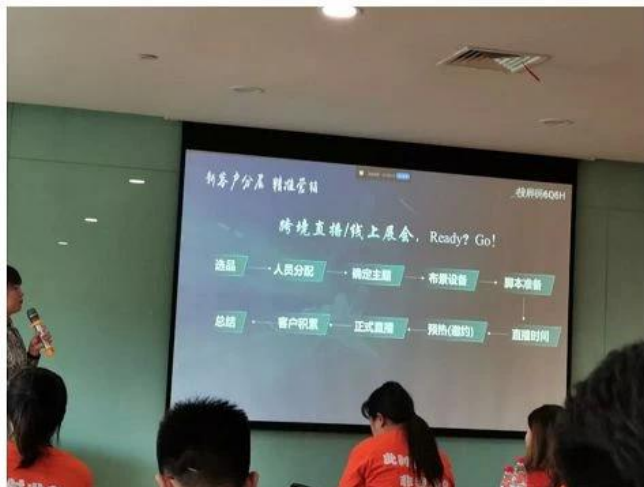 新客户分层 精准营销
跨境直播/线上展会，Ready? Go!
选品
人员分配
确定主题
布景设备
脚本准备
总结
客户积累
正式直播
预热(邀约)
直播时间